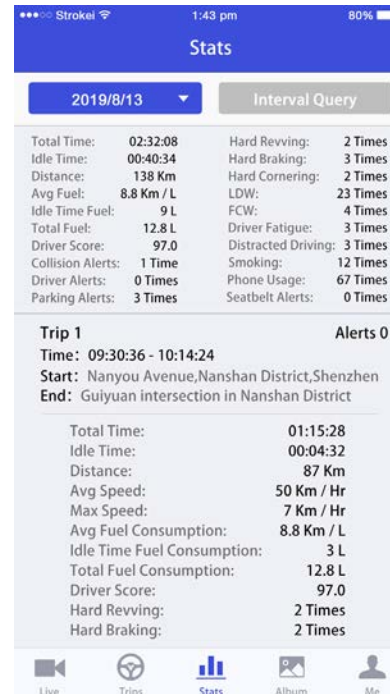 Strokei 1:43 pm 80%
Stats
2019/8/13 Interval Query
Total Time: 02:32:08 Hard Revving: 2 Times
Idle Time: 00:40:34 Hard Braking: 3 Times
Distance: 138 Km Hard Cornering: 2 Times
Avg Fuel: 8.8 Km / L LDW: 23 Times
Idle Time Fuel: 9 L FCW: 4 Times
Total Fuel: 12.8 L Driver Fatigue: 3 Times
Driver Score: 97.0 Distracted Driving: 3 Times
Collision Alerts: 1 Time Smoking: 12 Times
Driver Alerts: 0 Times Phone Usage: 67 Times
Parking Alerts: 3 Times Seatbelt Alerts: 0 Times
Trip 1 Alerts 0
Time: 09:30:36 - 10:14:24
Start: Nanyou Avenue,Nanshan District,Shenzhen
End: Guiyuan intersection in Nanshan District
Total Time: 01:15:28
Idle Time: 00:04:32
Distance: 87 Km
Avg Speed: 50 Km / Hr
Max Speed: 7 Km / Hr
Avg Fuel Consumption: 8.8 Km / L
Idle Time Fuel Consumption: 3 L
Total Fuel Consumption: 12.8 L
Driver Score: 97.0
Hard Revving: 2 Times
Hard Braking: 2 Times
Live Trips Stats Album Me